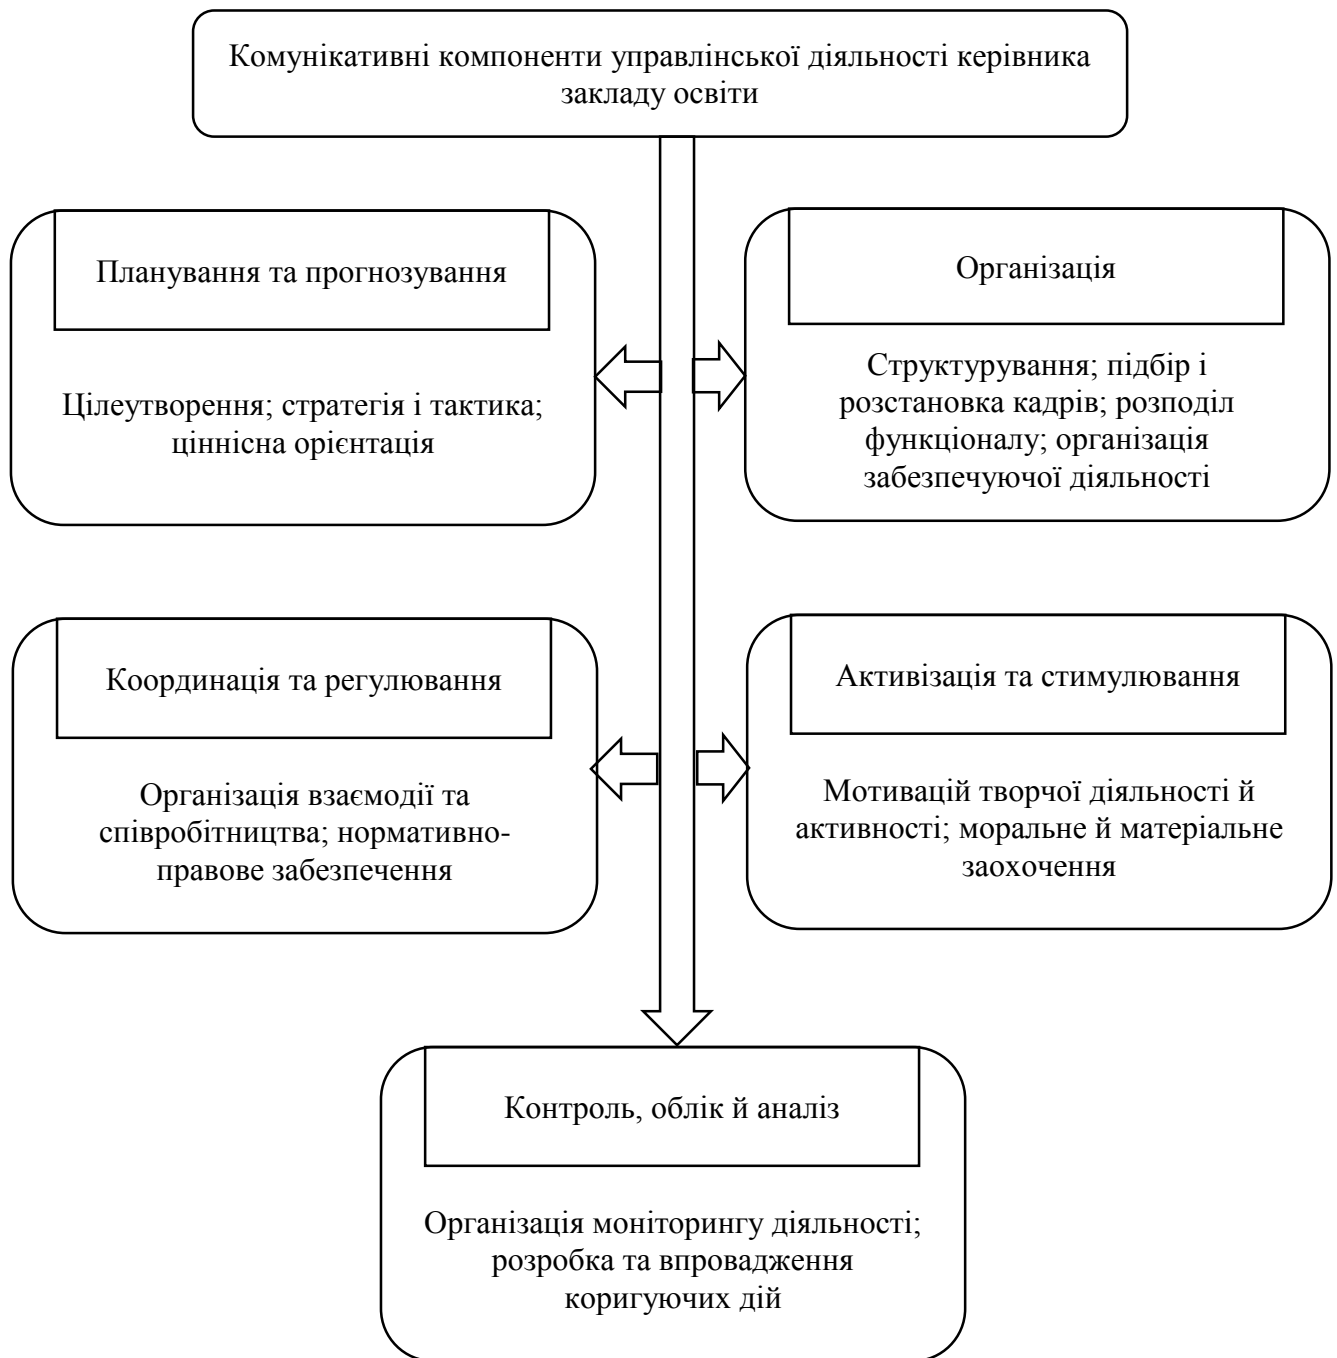 Комунікативні компоненти управлінської діяльності керівника
закладу освіти
Планування та прогнозування
Цілеутворення; стратегія і тактика;
ціннісна орієнтація
Організація
Структурування; підбір і
розстановка кадрів; розподіл
функціоналу; організація
забезпечуючої діяльності
Координація та регулювання
Організація взаємодії та
співробітництва; нормативно-
правове забезпечення
Активізація та стимулювання
Мотивацій творчої діяльності й
активності; моральне й матеріальне
заохочення
Контроль, облік й аналіз
Організація моніторингу діяльності;
розробка та впровадження
коригуючих дій